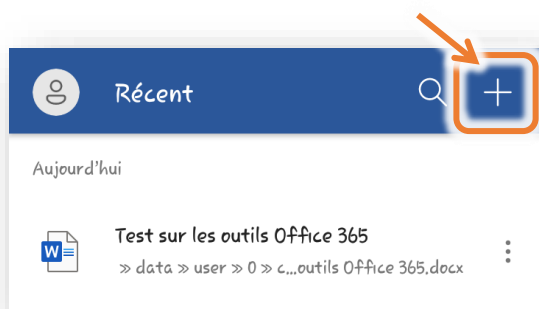 Récent
Aujourd'hui
Test sur les outils Office 365
» data » user » 0 » c...outils Office 365.docx
W